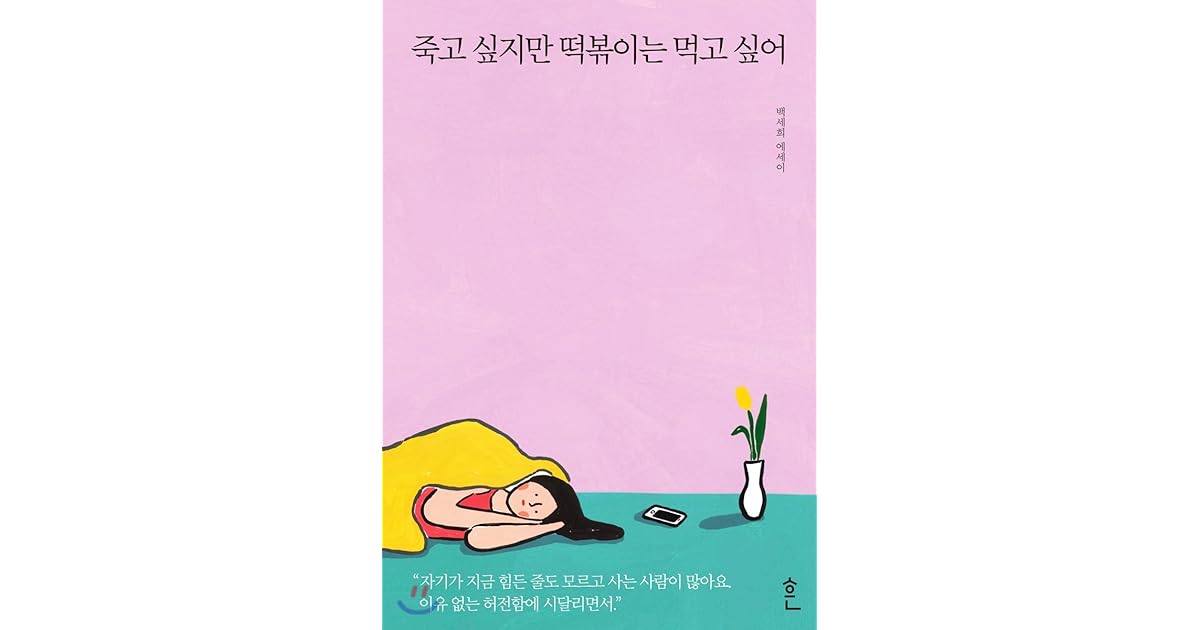 죽고 싶지만 떡볶이는 먹고 싶어
백세희 에세이
“자기가 지금 힘든 줄도 모르고 사는 사람이 많아요.
이유 없는 허전함에 시달리면서.”
흔